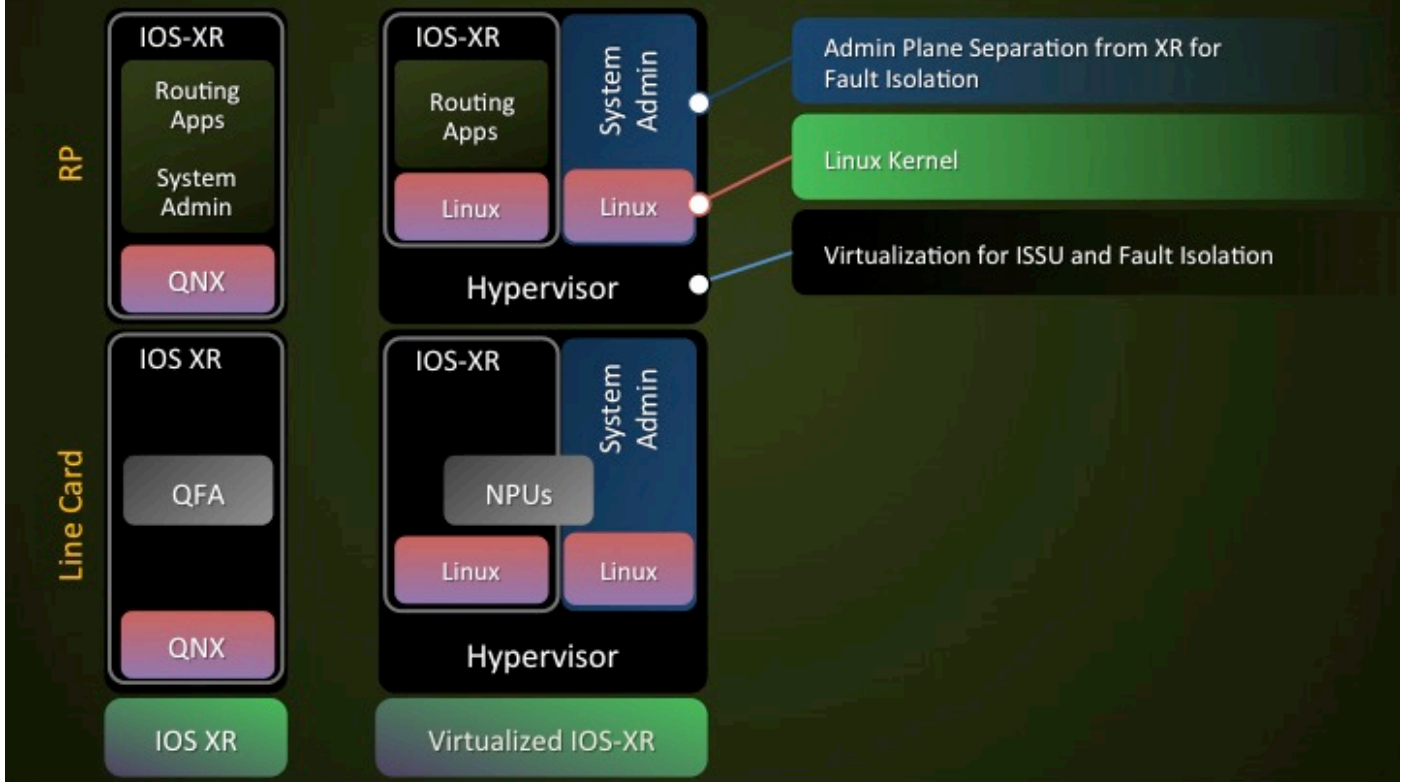 RP
IOS-XR
Routing
Apps
System
Admin
QNX
IOS-XR
Routing
Apps
Linux
System
Admin
Linux
Hypervisor
Admin Plane Separation from XR for
Fault Isolation
Linux Kernel
Virtualization for ISSU and Fault Isolation
Line Card
IOS XR
QFA
QNX
IOS-XR
NPUs
Linux
System
Admin
Linux
Hypervisor
IOS XR
Virtualized IOS-XR